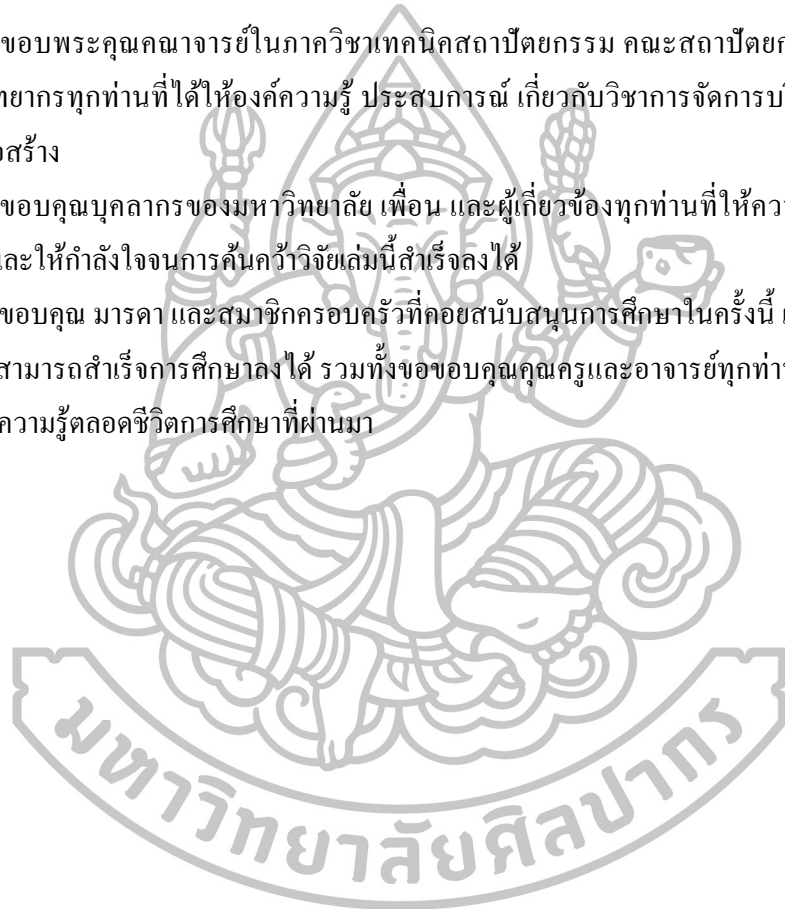 ขอบพระคุณคณาจารย์ในภาควิชาเทคนิคสถาปัตยกรรม คณะสถาปัตยก
ทยากรทุกท่านที่ได้ให้องค์ความรู้ ประสบการณ์ เกี่ยวกับวิชาการจัดการบ
อสร้าง
ขอบคุณบุคลากรของมหาวิทยาลัย เพื่อน และผู้เกี่ยวข้องทุกท่านที่ให้ควา
และให้กำลังใจจนการค้นคว้าวิจัยเล่มนี้สำเร็จลงได้
ขอบคุณ มารดา และสมาชิกครอบครัวที่คอยสนับสนุนการศึกษาในครั้งนี้
สามารถสำเร็จการศึกษาลงได้ รวมทั้งขอขอบคุณคุณครูและอาจารย์ทุกท่าน
ความรู้ตลอดชีวิตการศึกษาที่ผ่านมา
มหาวิทยาลัยศิลปากร